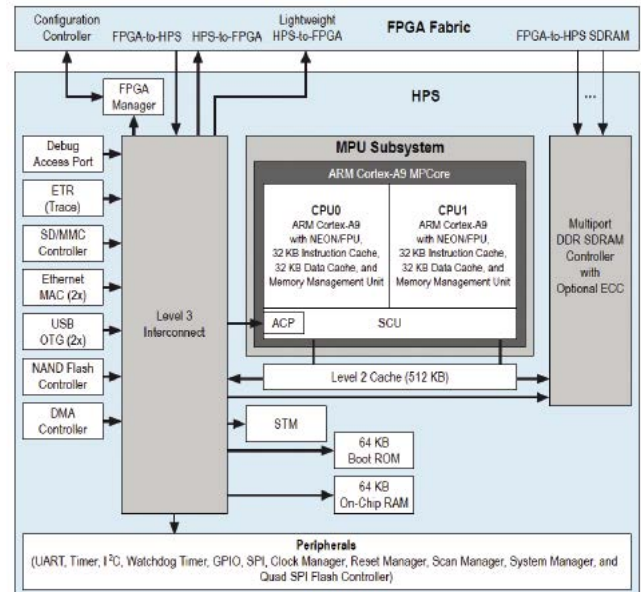 Configuration
Controller
FPGA-to-HPS
HPS-to-FPGA
Lightweight
HPS-to-FPGA
FPGA Fabric
FPGA-to-HPS SDRAM
FPGA
Manager
HPS
...
Debug
Access Port
ETR
(Trace)
SD/MMC
Controller
Ethernet
MAC (2x)
USB
OTG (2x)
NAND Flash
Controller
DMA
Controller
Level 3
Interconnect
MPU Subsystem
ARM Cortex-A9 MPCore
CPU0
ARM Cortex-A9
with NEON/FPU,
32 KB Instruction Cache,
32 KB Data Cache, and
Memory Management Unit
CPU1
ARM Cortex-A9
with NEON/FPU,
32 KB Instruction Cache,
32 KB Data Cache, and
Memory Management Unit
ACP
SCU
Level 2 Cache (512 KB)
Multiport
DDR SDRAM
Controller
with
Optional ECC
STM
64 KB
Boot ROM
64 KB
On-Chip RAM
Peripherals
(UART, Timer, I²C, Watchdog Timer, GPIO, SPI, Clock Manager, Reset Manager, Scan Manager, System Manager, and
Quad SPI Flash Controller)